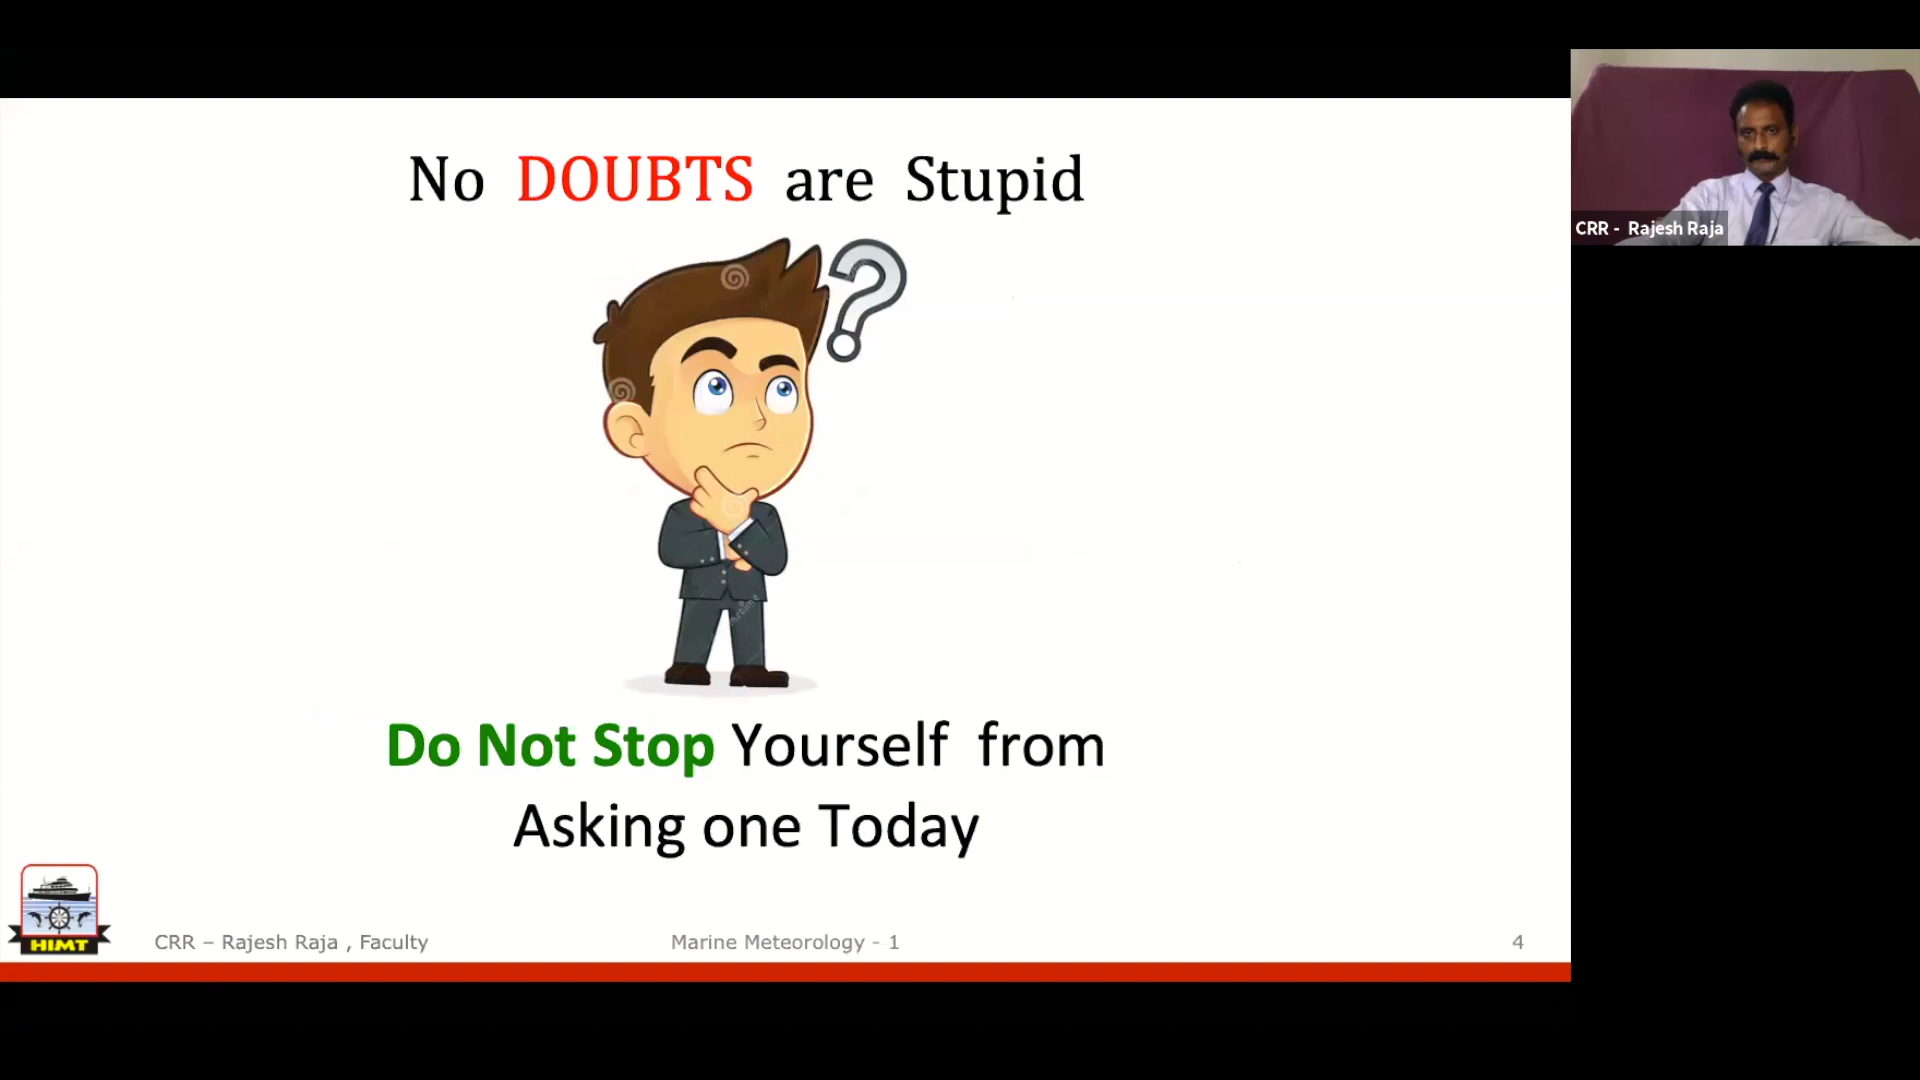 No DOUBTS are Stupid
CRR - Rajesh Raja
Do Not Stop Yourself from
Asking one Today
HIMT
CRR – Rajesh Raja , Faculty
Marine Meteorology - 1
4